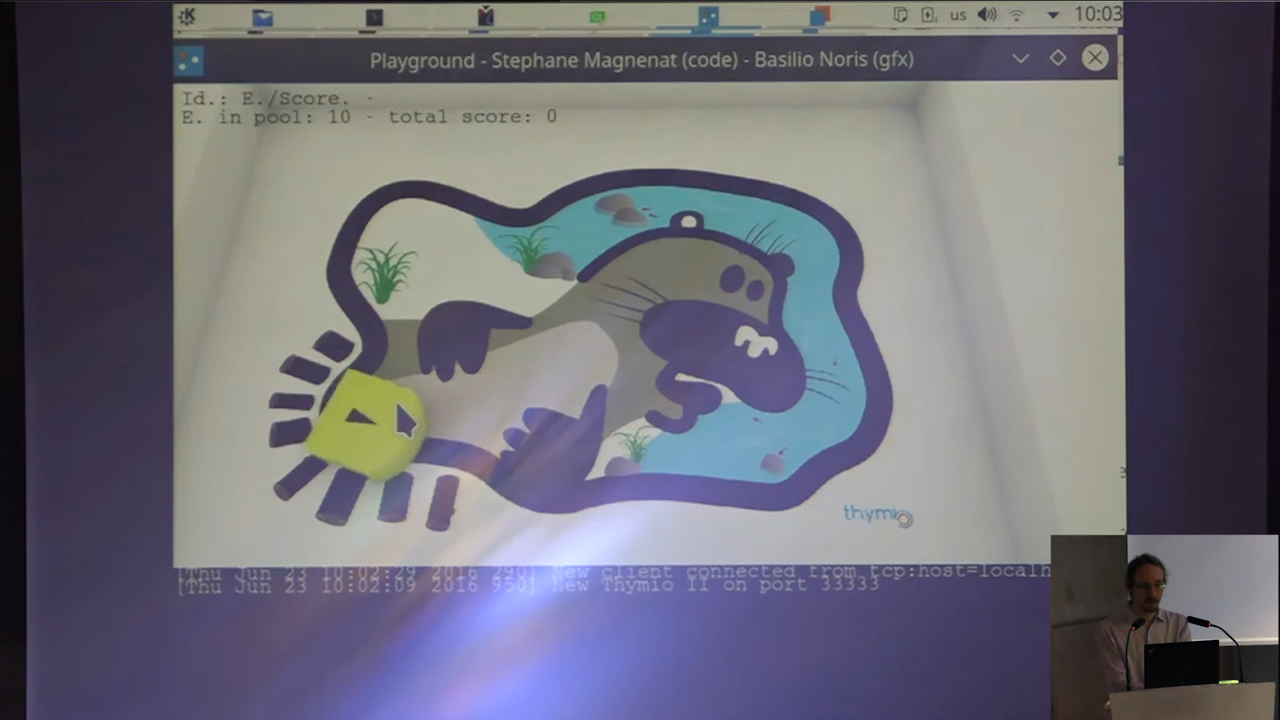 us
10:03
Playground - Stephane Magnenat (code) - Basilio Noris (gfx)
Id.: E./Score. -
E. in pool: 10 - total score: 0
thymio
[Thu Jun 23 10:02:29 2016 290] New client connected from tcp:host=localh
[Thu Jun 23 10:02:09 2016 950] New Thymio II on port 33333